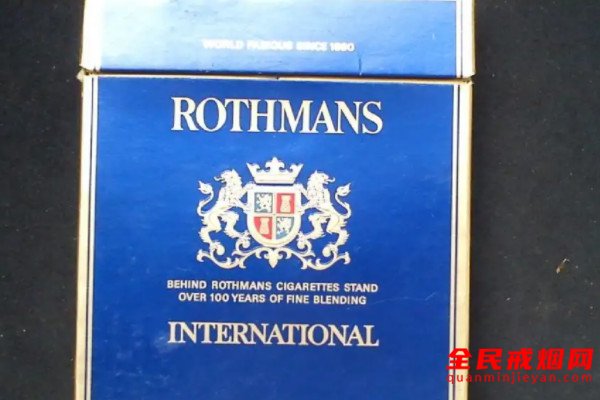 WORLD FAMOUS SINCE 1890
ROTHMANS
BEHIND ROTHMANS CIGARETTES STAND
OVER 100 YEARS OF FINE BLENDING
INTERNATIONAL
全民戒烟网
quanminjieyan.com